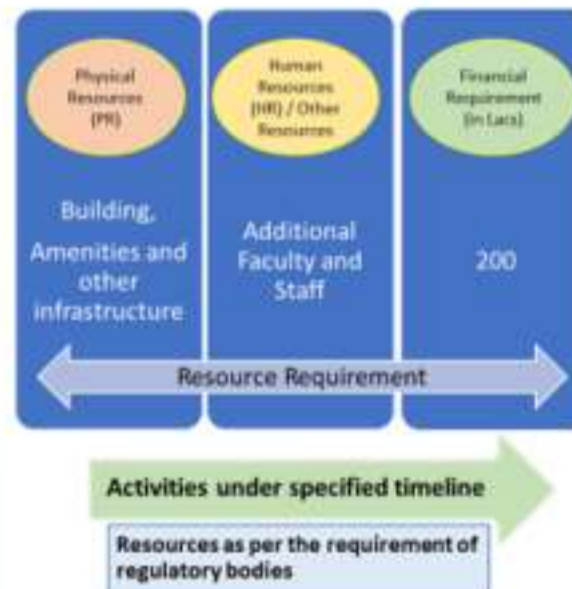 Physical
Resources
(PR)
Human
Resources
(HR) / Other
Resources
Financial
Requirement
(in Lacs)
Building,
Amenities and
other
infrastructure
Additional
Faculty and
Staff
200
Resource Requirement
Activities under specified timeline
Resources as per the requirement of
regulatory bodies